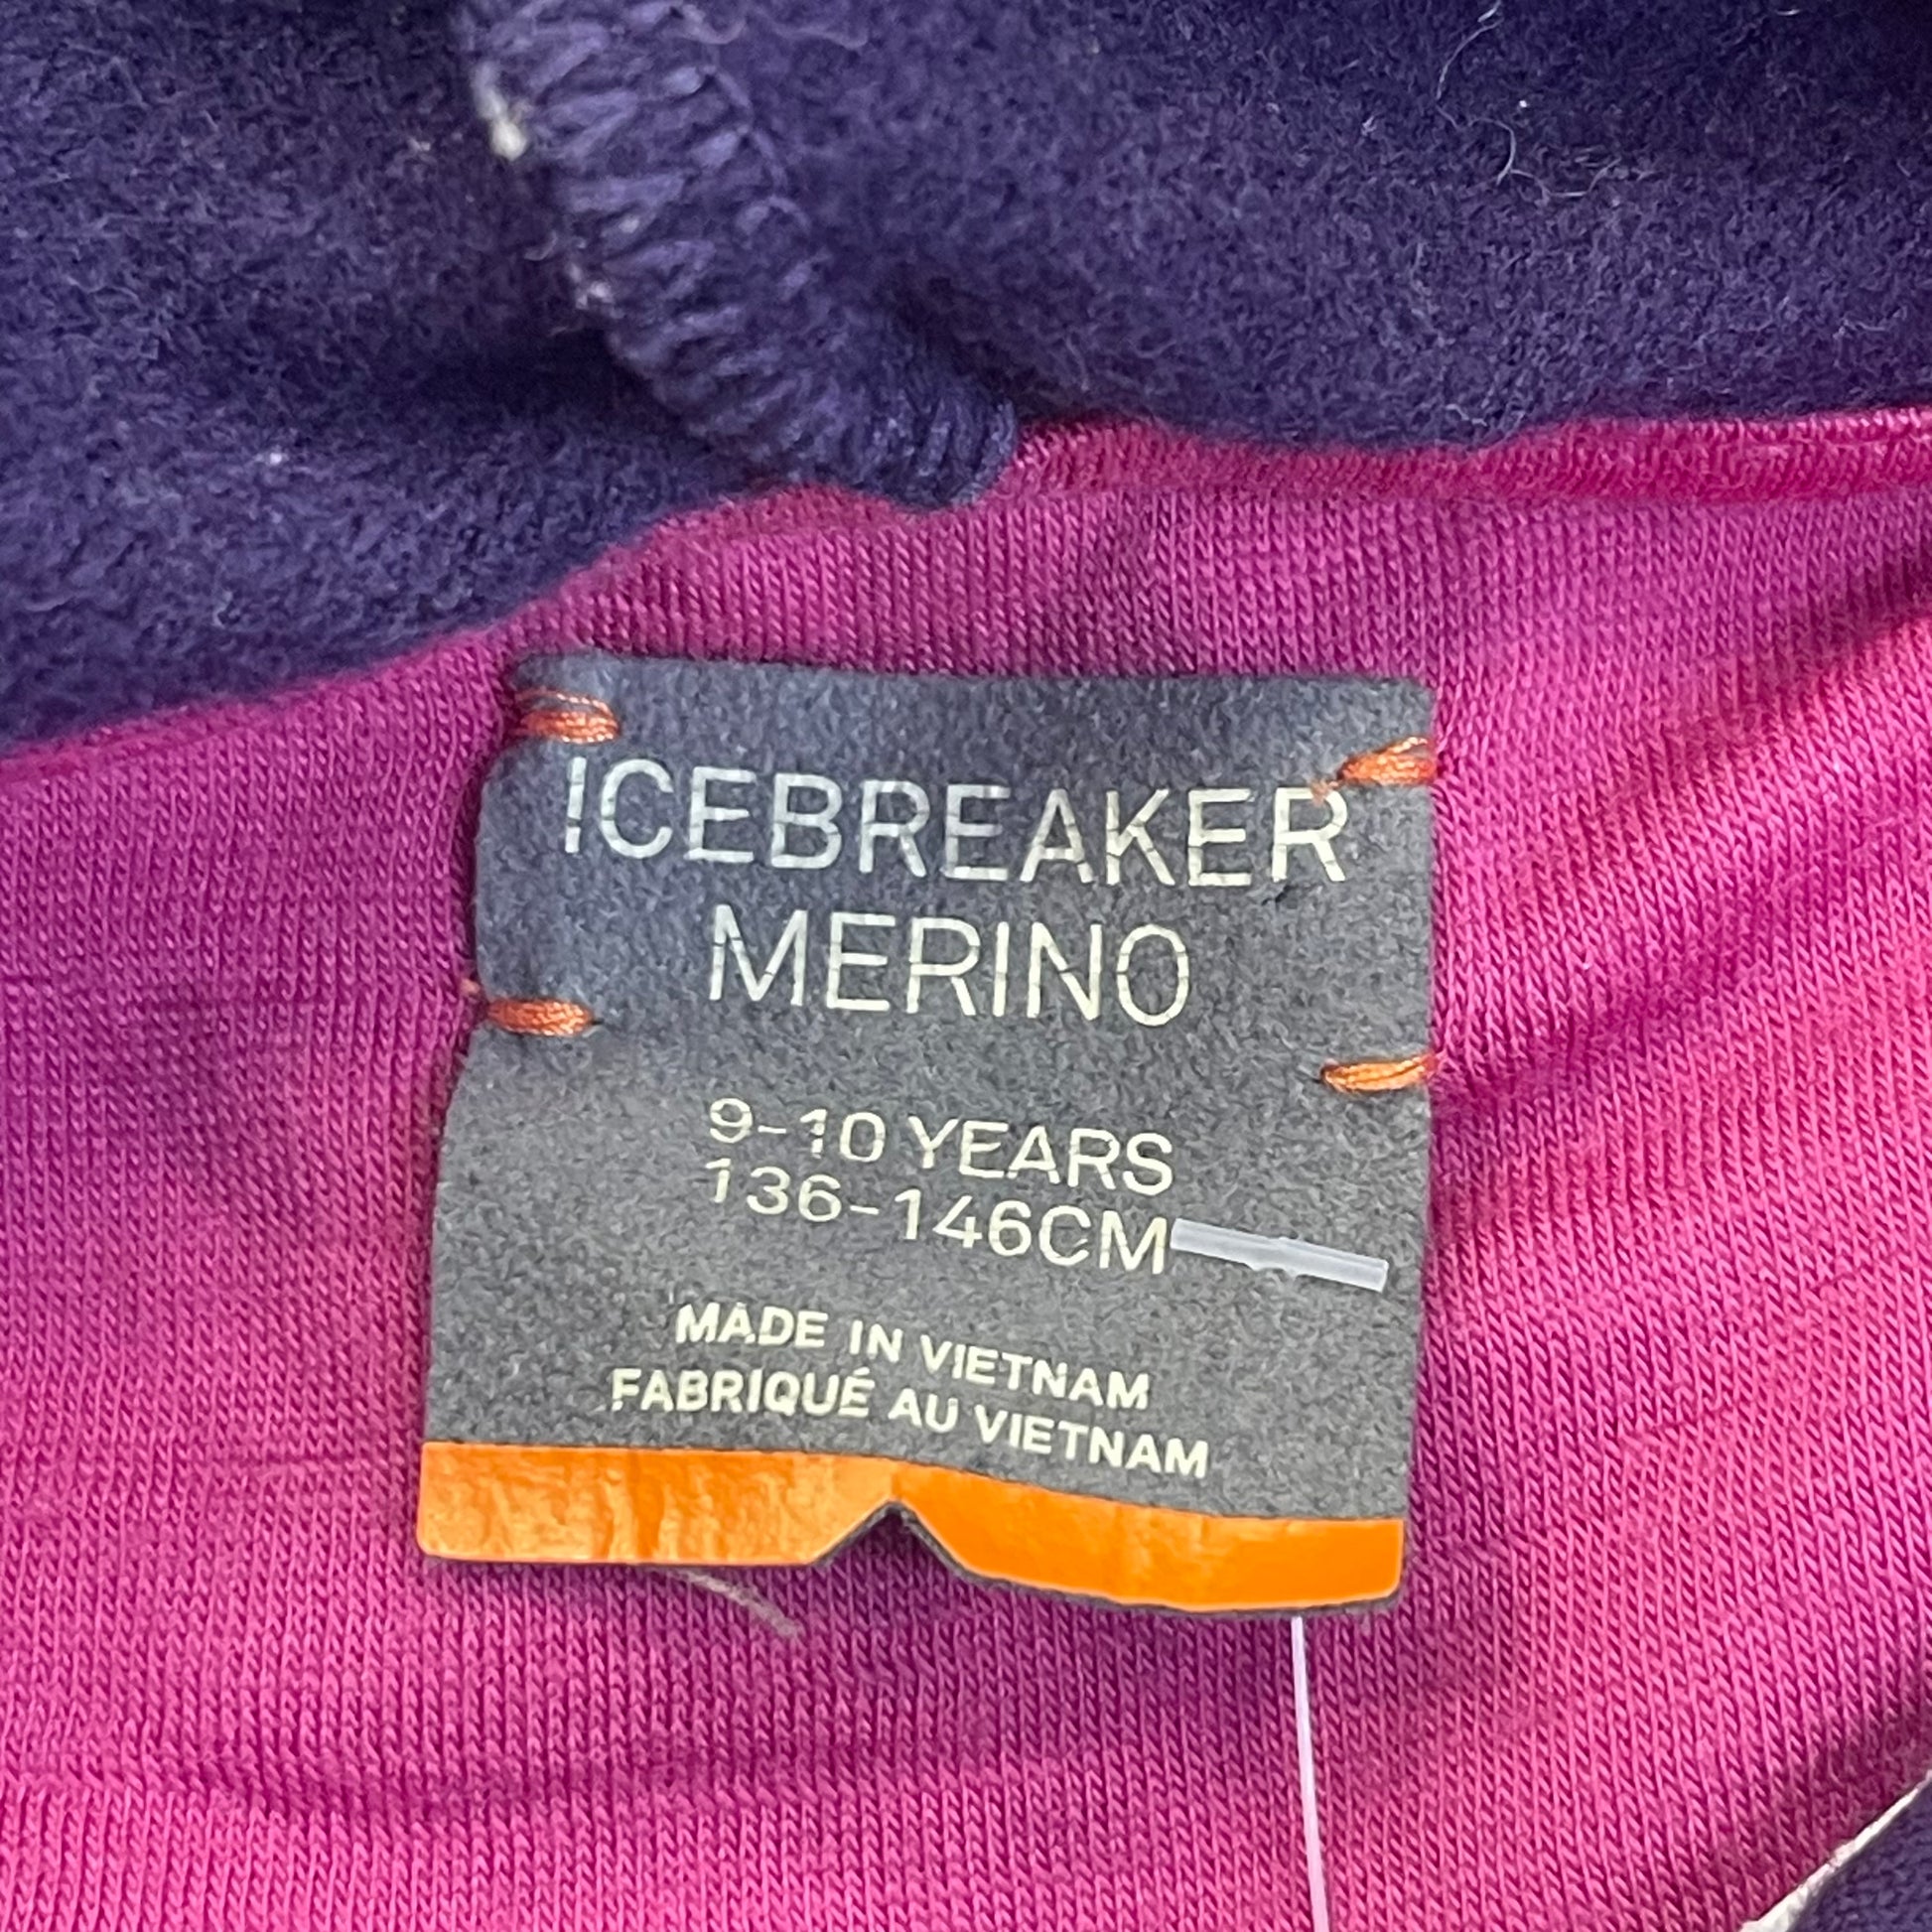 ICEBREAKER
MERINO
9-10 YEARS
136-146CM
MADE IN VIETNAM
FABRIQUÉ AU VIETNAM